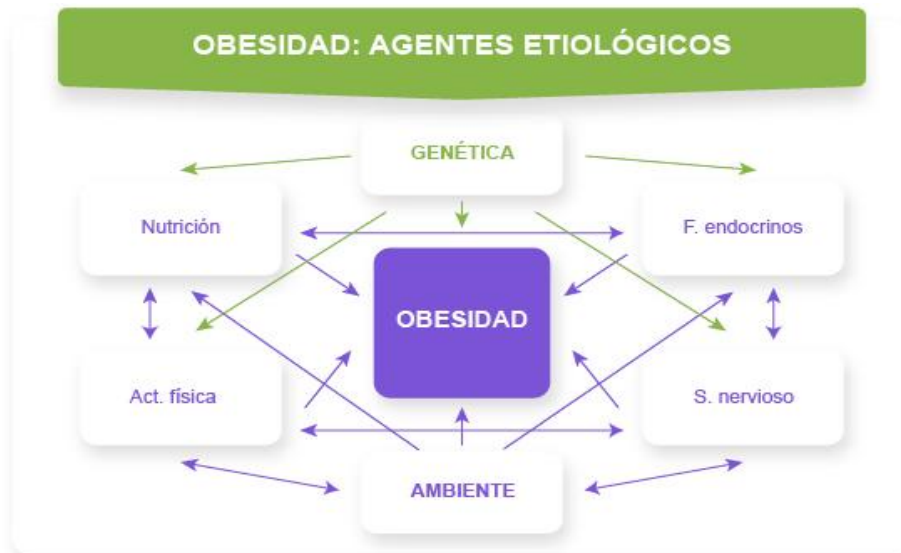 OBESIDAD: AGENTES ETIOLÓGICOS
GENÉTICA
Nutrición
F. endocrinos
OBESIDAD
Act. física
S. nervioso
AMBIENTE